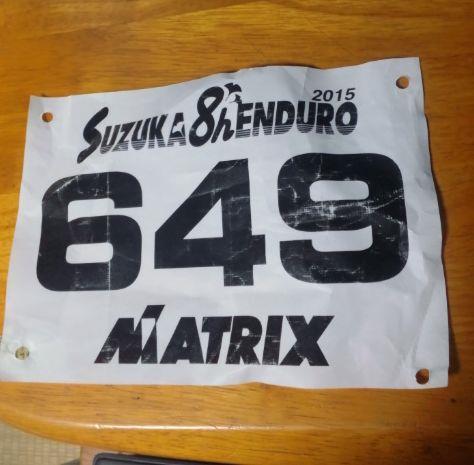 2015
SUZUKA 8h ENDURO
649
MATRIX